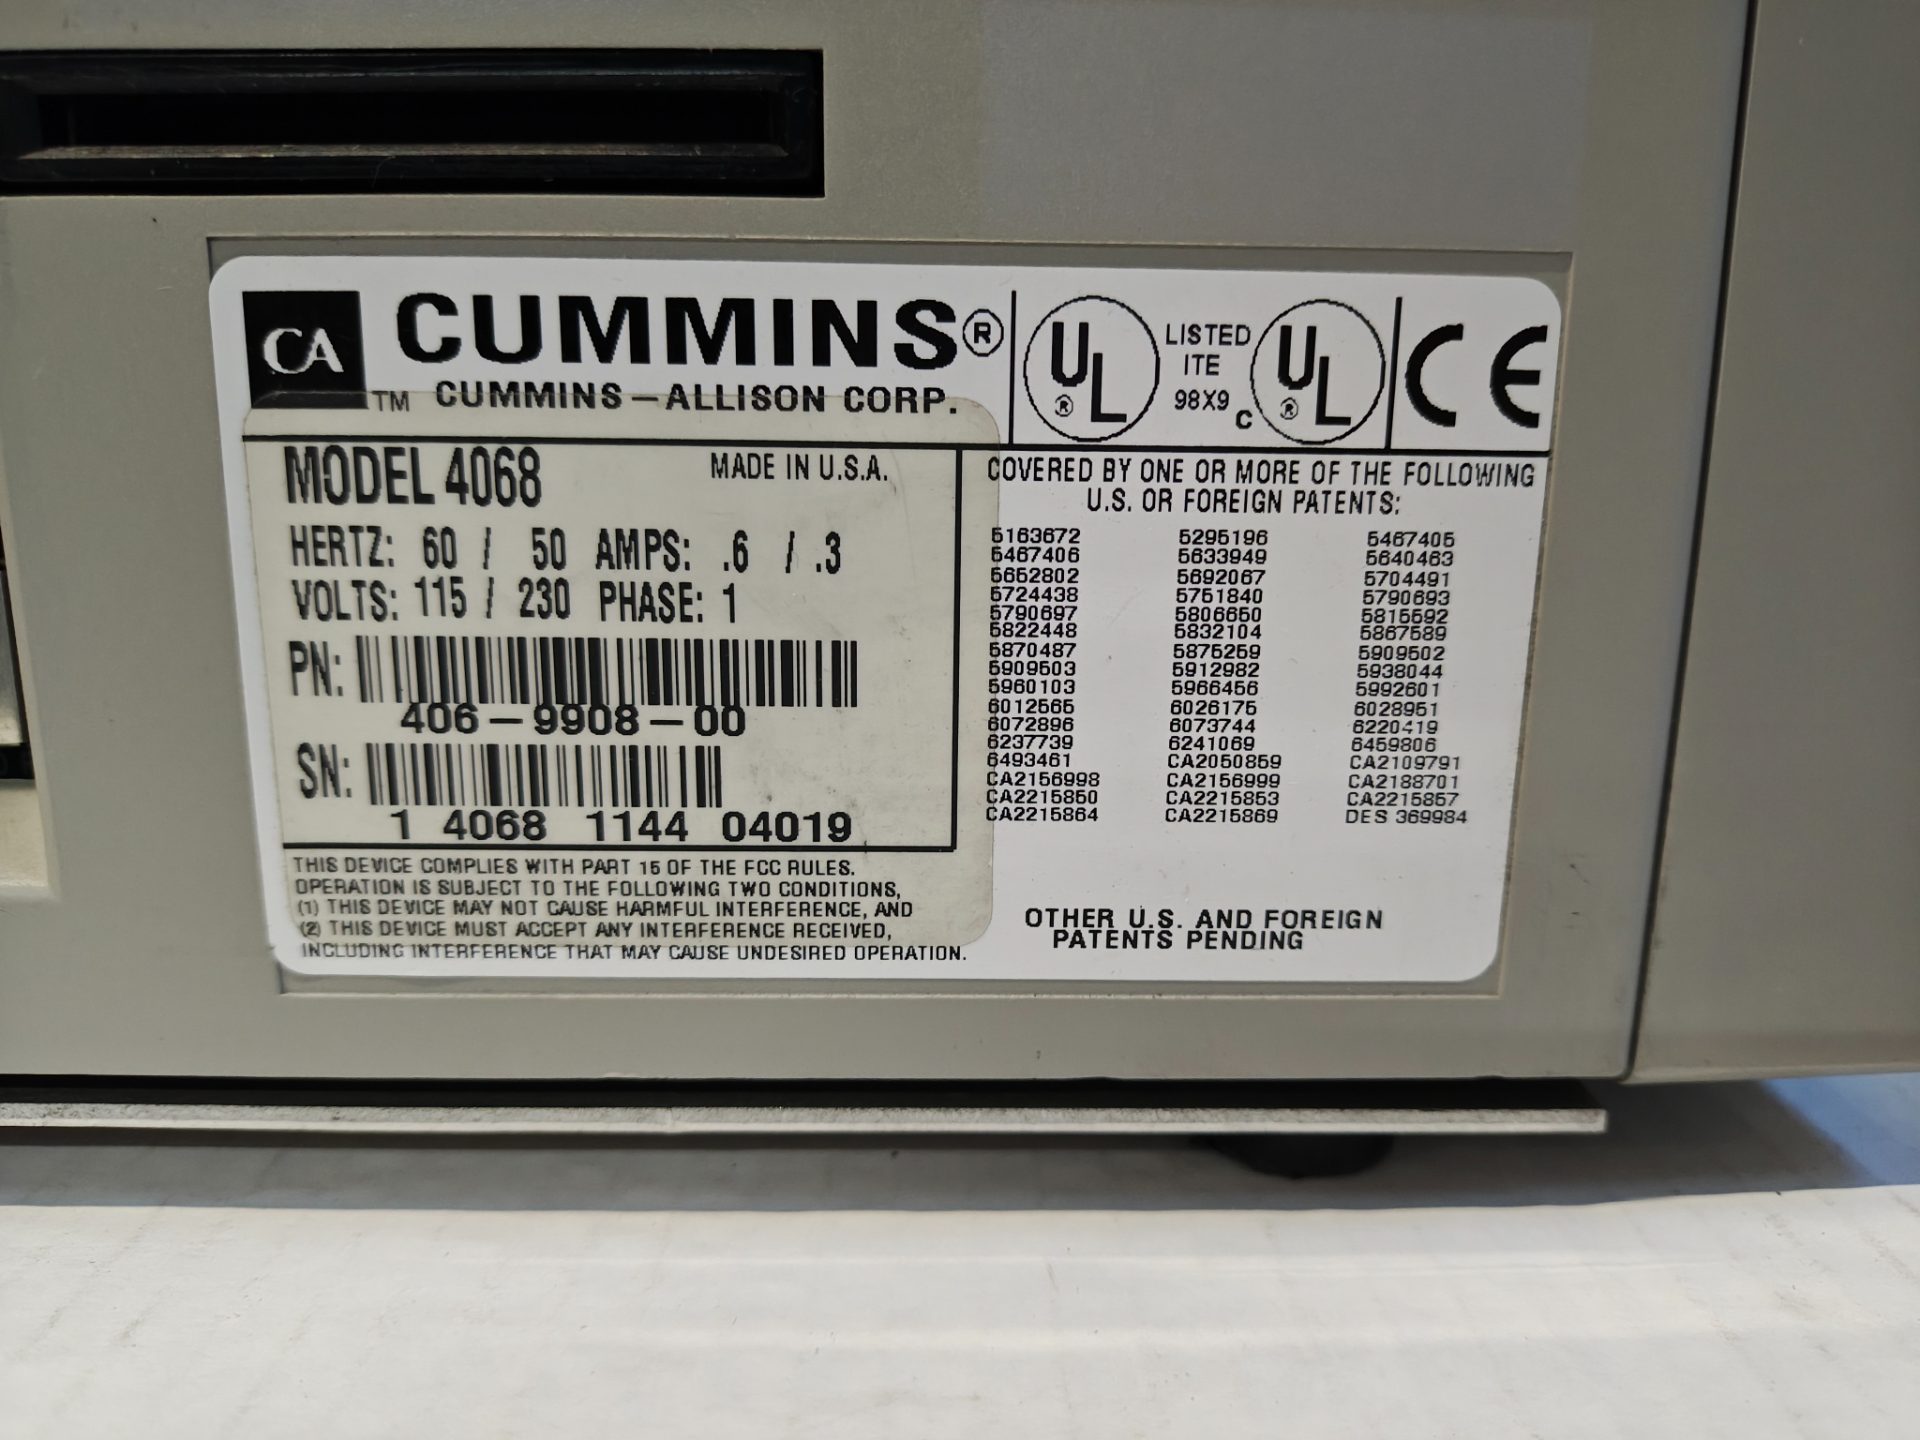 CA ™ CUMMINS®
CUMMINS-ALLISON CORP.
UL ® LISTED ITE 98X9 C UL ® CE
MODEL 4068 MADE IN U.S.A.
HERTZ: 60 / 50 AMPS: .6 / .3
VOLTS: 115 / 230 PHASE: 1
PN:
406-9908-00
SN:
1 4068 1144 04019
THIS DEVICE COMPLIES WITH PART 15 OF THE FCC RULES.
OPERATION IS SUBJECT TO THE FOLLOWING TWO CONDITIONS,
(1) THIS DEVICE MAY NOT CAUSE HARMFUL INTERFERENCE, AND
(2) THIS DEVICE MUST ACCEPT ANY INTERFERENCE RECEIVED,
INCLUDING INTERFERENCE THAT MAY CAUSE UNDESIRED OPERATION.
COVERED BY ONE OR MORE OF THE FOLLOWING
U.S. OR FOREIGN PATENTS:
5163672 5295196 5467405
5467406 5633949 5640463
5652802 5692067 5704491
5724438 5751840 5790693
5790697 5806650 5815592
5822448 5832104 5867589
5870487 5875259 5909502
5909503 5912982 5938044
5960103 5966456 5992601
6012565 6026175 6028951
6072896 6073744 6220419
6237739 6241069 6459806
6493461 CA2050859 CA2109791
CA2156998 CA2156999 CA2188701
CA2215850 CA2215853 CA2215857
CA2215864 CA2215869 DES 369984
OTHER U.S. AND FOREIGN
PATENTS PENDING